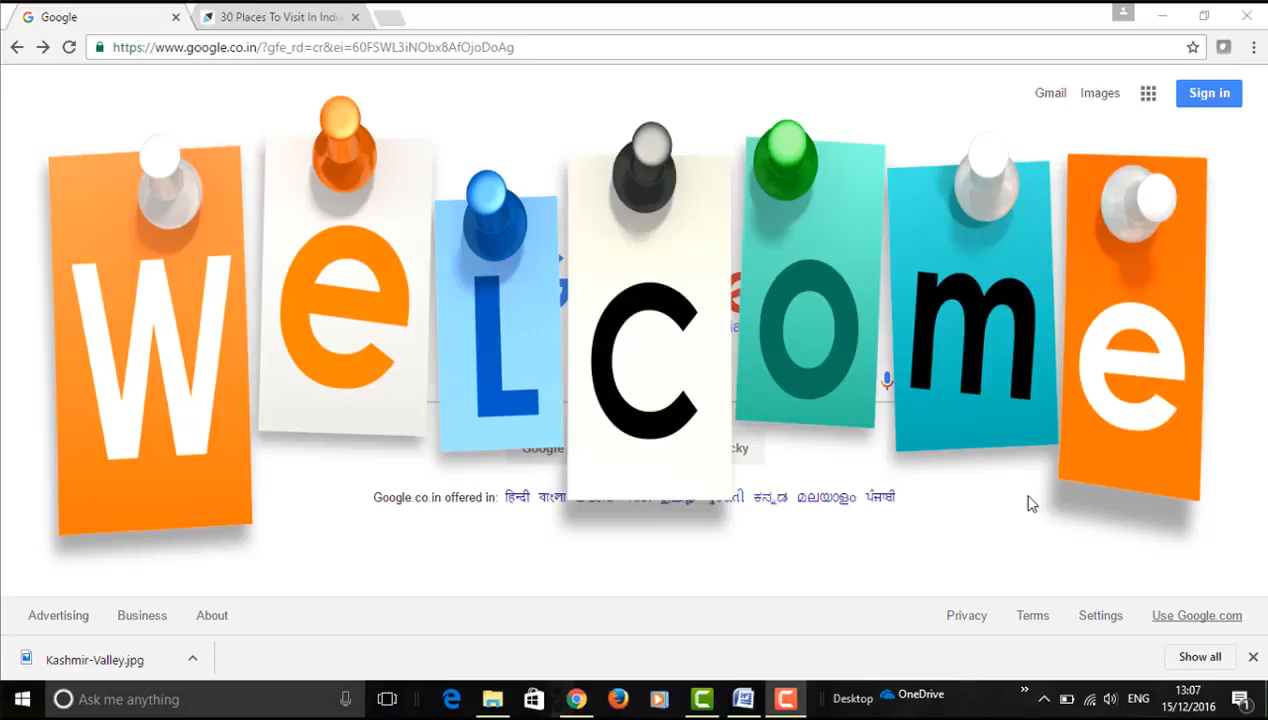 Google
30 Places To Visit In India
https://www.google.co.in/?gfe_rd=cr&ei=60FSWL3iNObx8AfOjoDoAg
Gmail Images Sign in
WeLcome
Google.co.in offered in: हिन्दी বাংলা ಕನ್ನಡ മലയാളം ਪੰਜਾਬੀ
Advertising Business About Privacy Terms Settings Use Google.com
Kashmir-Valley.jpg Show all
Ask me anything Desktop OneDrive ENG 13:07
15/12/2016